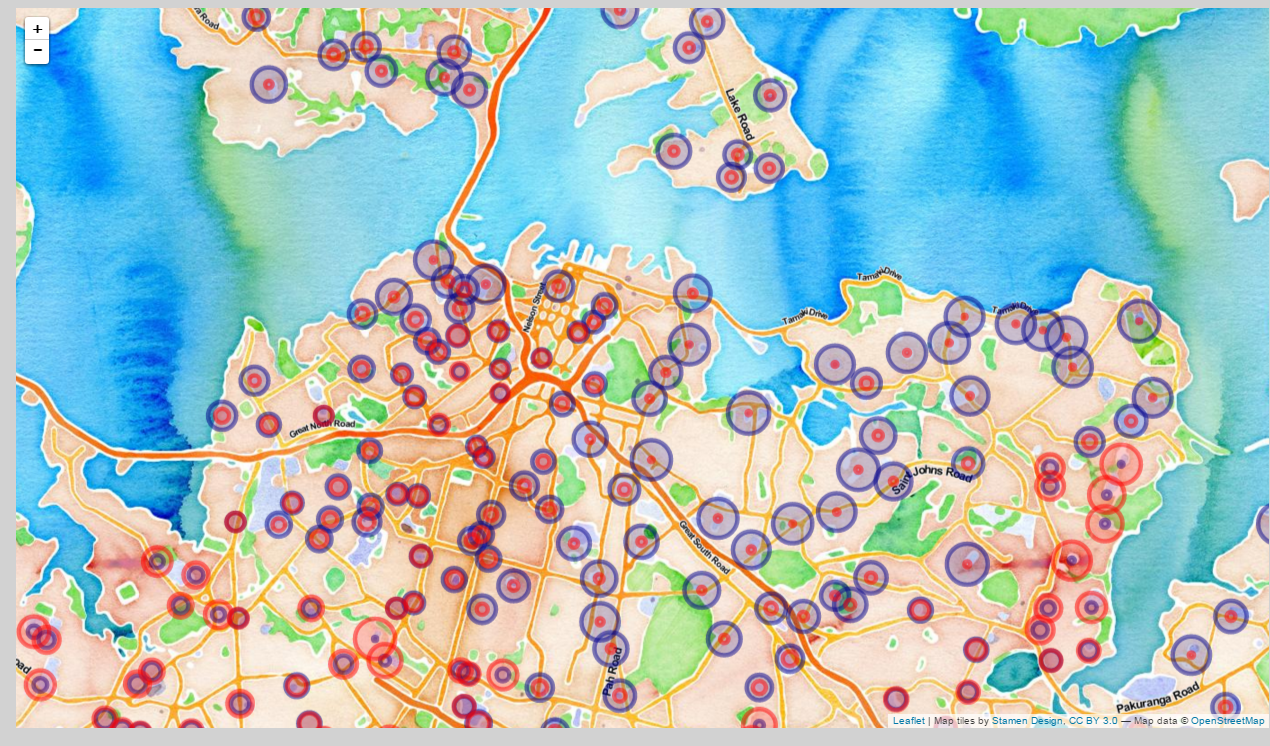 +
-
Lake Road
Nelson Street
Tamaki Drive
Tamaki Drive
Tamaki Drive
Great North Road
Saint Johns Road
Great South Road
Pah Road
Pakuranga Road
Leaflet | Map tiles by Stamen Design, CC BY 3.0 — Map data © OpenStreetMap